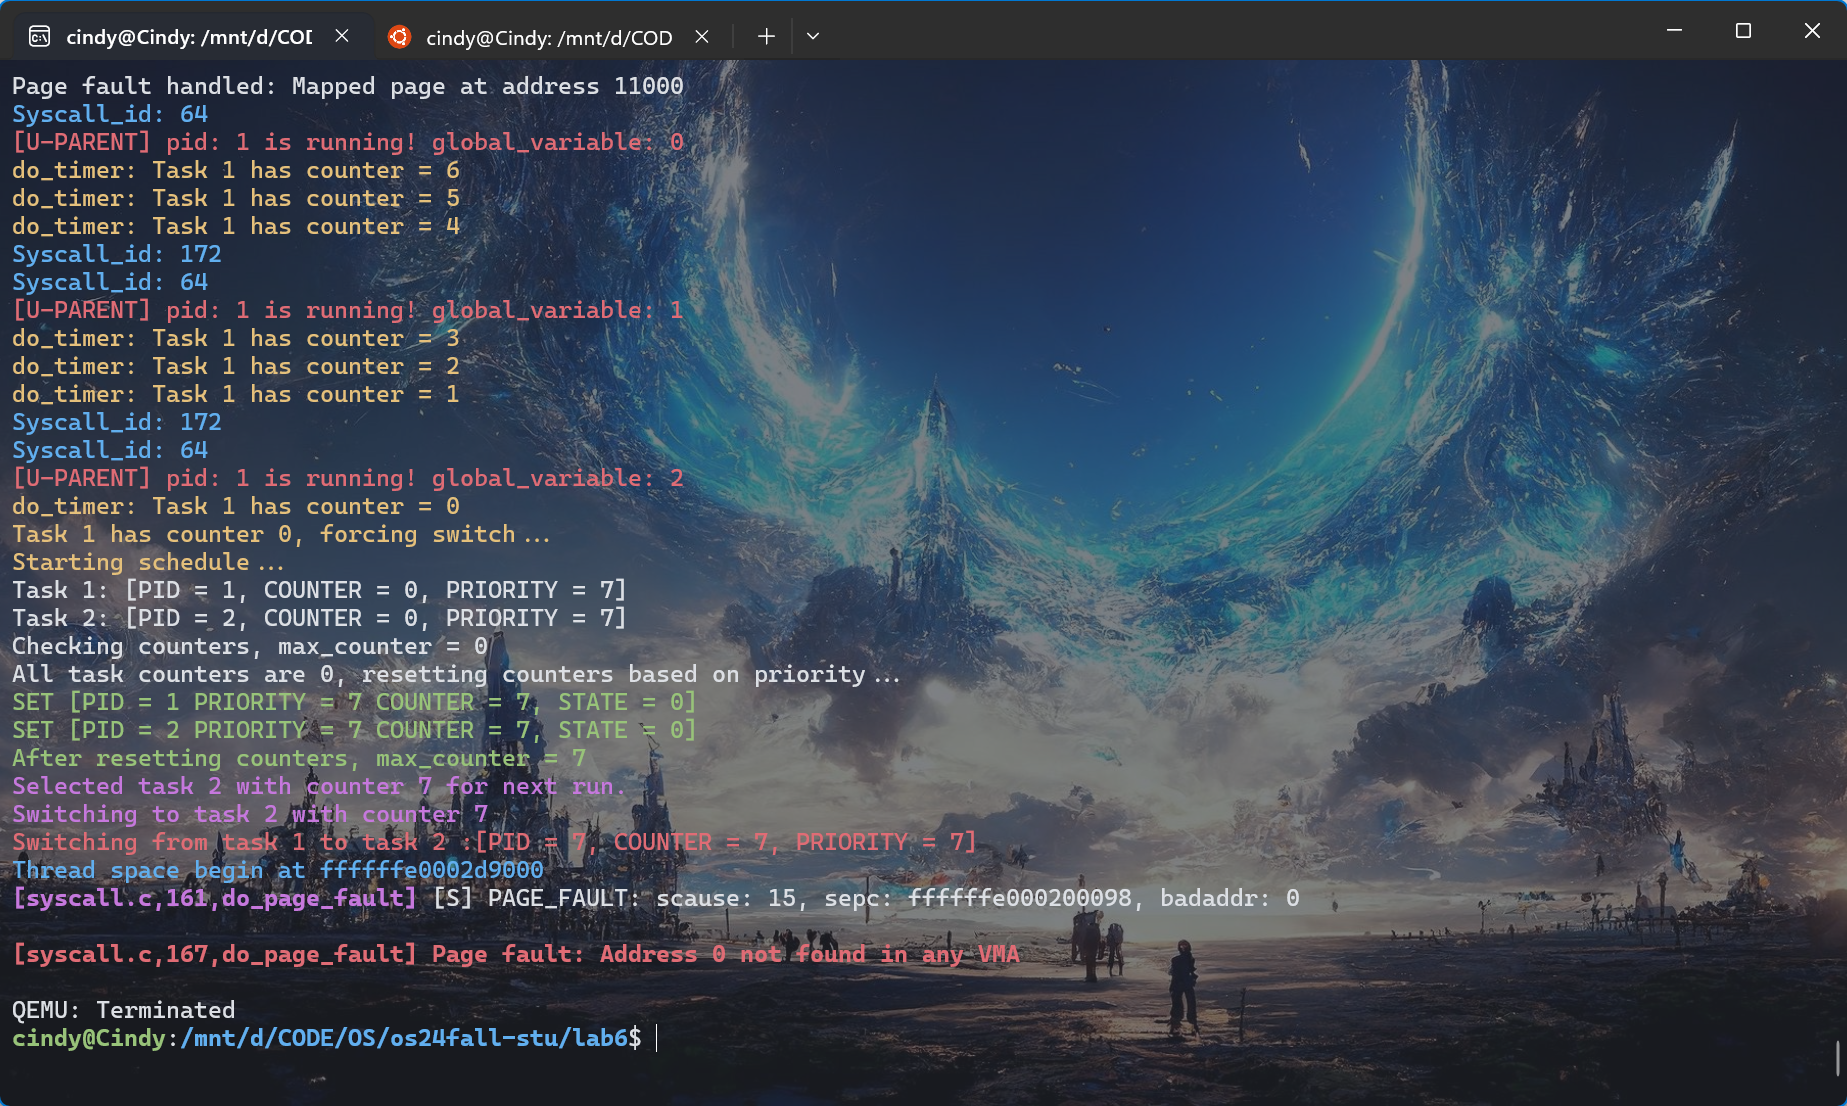 cindy@Cindy: /mnt/d/COD
cindy@Cindy: /mnt/d/COD
Page fault handled: Mapped page at address 11000
Syscall_id: 64
[U-PARENT] pid: 1 is running! global_variable: 0
do_timer: Task 1 has counter = 6
do_timer: Task 1 has counter = 5
do_timer: Task 1 has counter = 4
Syscall_id: 172
Syscall_id: 64
[U-PARENT] pid: 1 is running! global_variable: 1
do_timer: Task 1 has counter = 3
do_timer: Task 1 has counter = 2
do_timer: Task 1 has counter = 1
Syscall_id: 172
Syscall_id: 64
[U-PARENT] pid: 1 is running! global_variable: 2
do_timer: Task 1 has counter = 0
Task 1 has counter 0, forcing switch...
Starting schedule...
Task 1: [PID = 1, COUNTER = 0, PRIORITY = 7]
Task 2: [PID = 2, COUNTER = 0, PRIORITY = 7]
Checking counters, max_counter = 0
All task counters are 0, resetting counters based on priority...
SET [PID = 1 PRIORITY = 7 COUNTER = 7, STATE = 0]
SET [PID = 2 PRIORITY = 7 COUNTER = 7, STATE = 0]
After resetting counters, max_counter = 7
Selected task 2 with counter 7 for next run.
Switching to task 2 with counter 7
Switching from task 1 to task 2 :[PID = 7, COUNTER = 7, PRIORITY = 7]
Thread space begin at ffffffe0002d9000
[syscall.c,161,do_page_fault] [S] PAGE_FAULT: scause: 15, sepc: ffffffe000200098, badaddr: 0
[syscall.c,167,do_page_fault] Page fault: Address 0 not found in any VMA
QEMU: Terminated
cindy@Cindy:/mnt/d/CODE/OS/os24fall-stu/lab6$